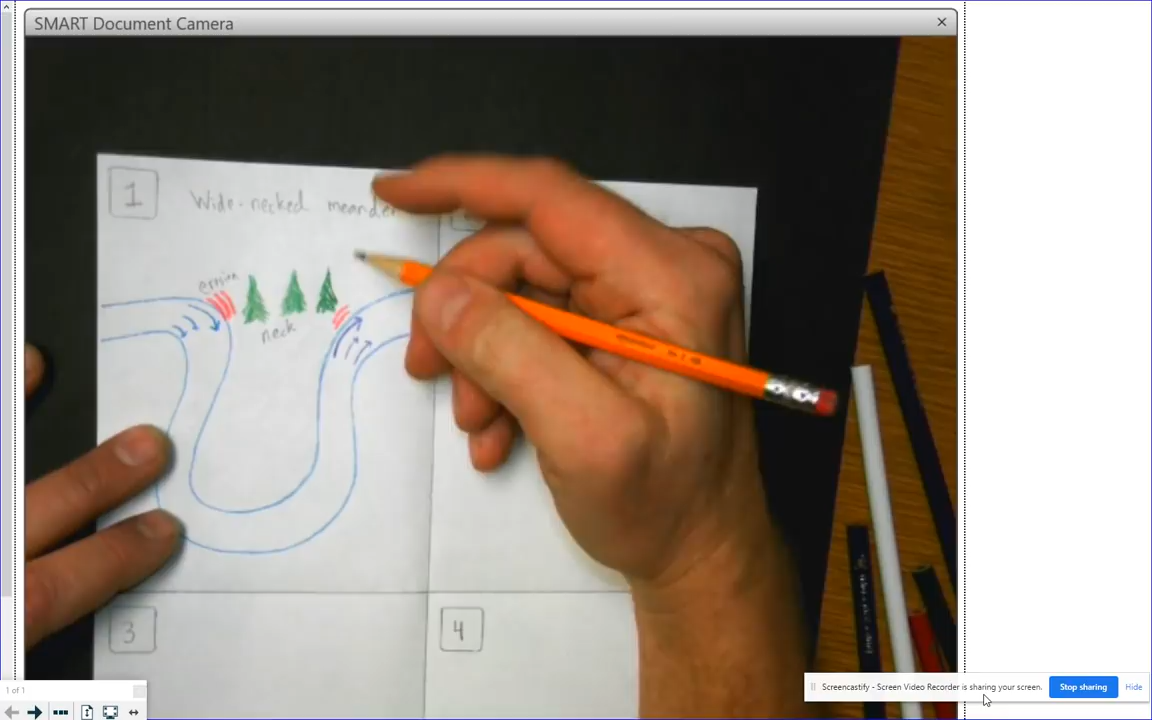 SMART Document Camera
1
Wide-necked meander
erosion
neck
3
4
1 of 1
Screencastify - Screen Video Recorder is sharing your screen.
Stop sharing
Hide